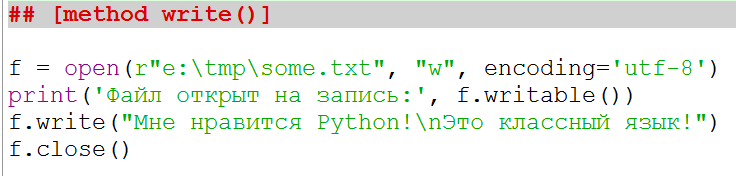 ## [method write()]
f = open(r"e:\tmp\some.txt", "w", encoding='utf-8')
print('Файл открыт на запись:', f.writable())
f.write("Мне нравится Python!\nЭто классный язык!")
f.close()